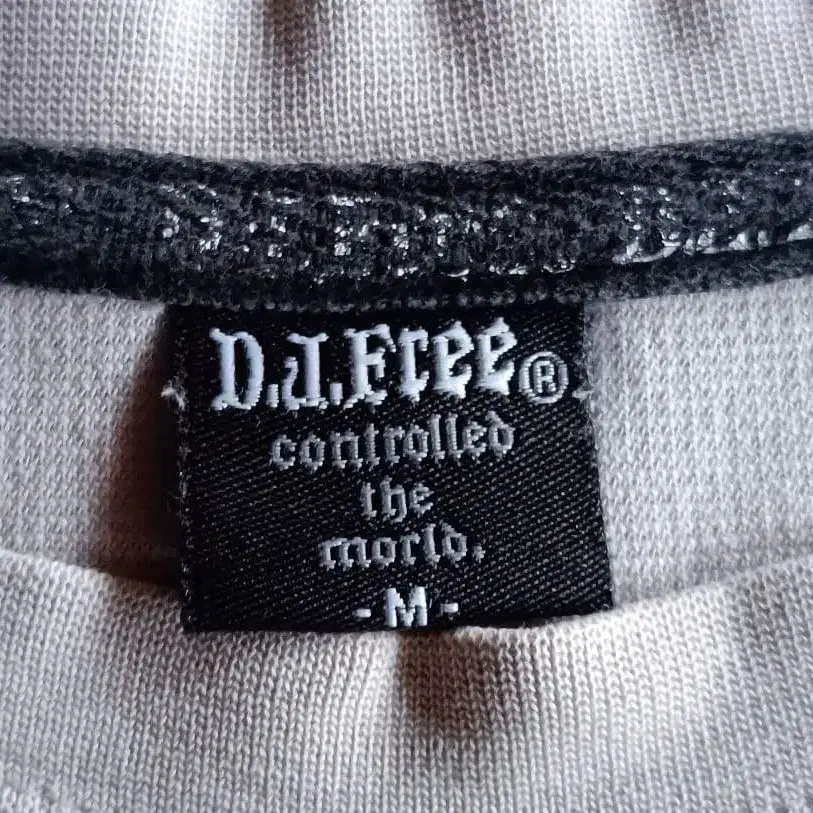 D.J.Free®
controlled
the
world.
-M-